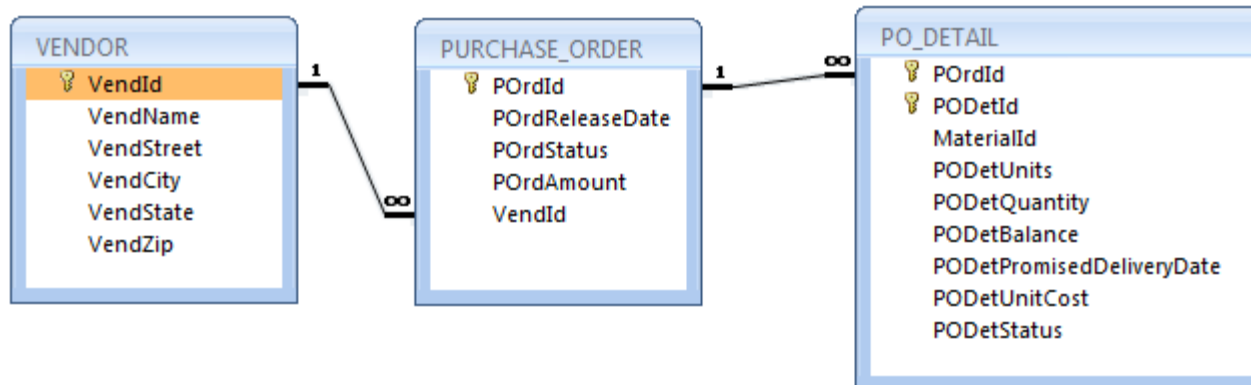 VENDOR
VendId
VendName
VendStreet
VendCity
VendState
VendZip
1
∞
PURCHASE_ORDER
POrdId
POrdReleaseDate
POrdStatus
POrdAmount
VendId
1
∞
PO_DETAIL
POrdId
PODetId
MaterialId
PODetUnits
PODetQuantity
PODetBalance
PODetPromisedDeliveryDate
PODetUnitCost
PODetStatus